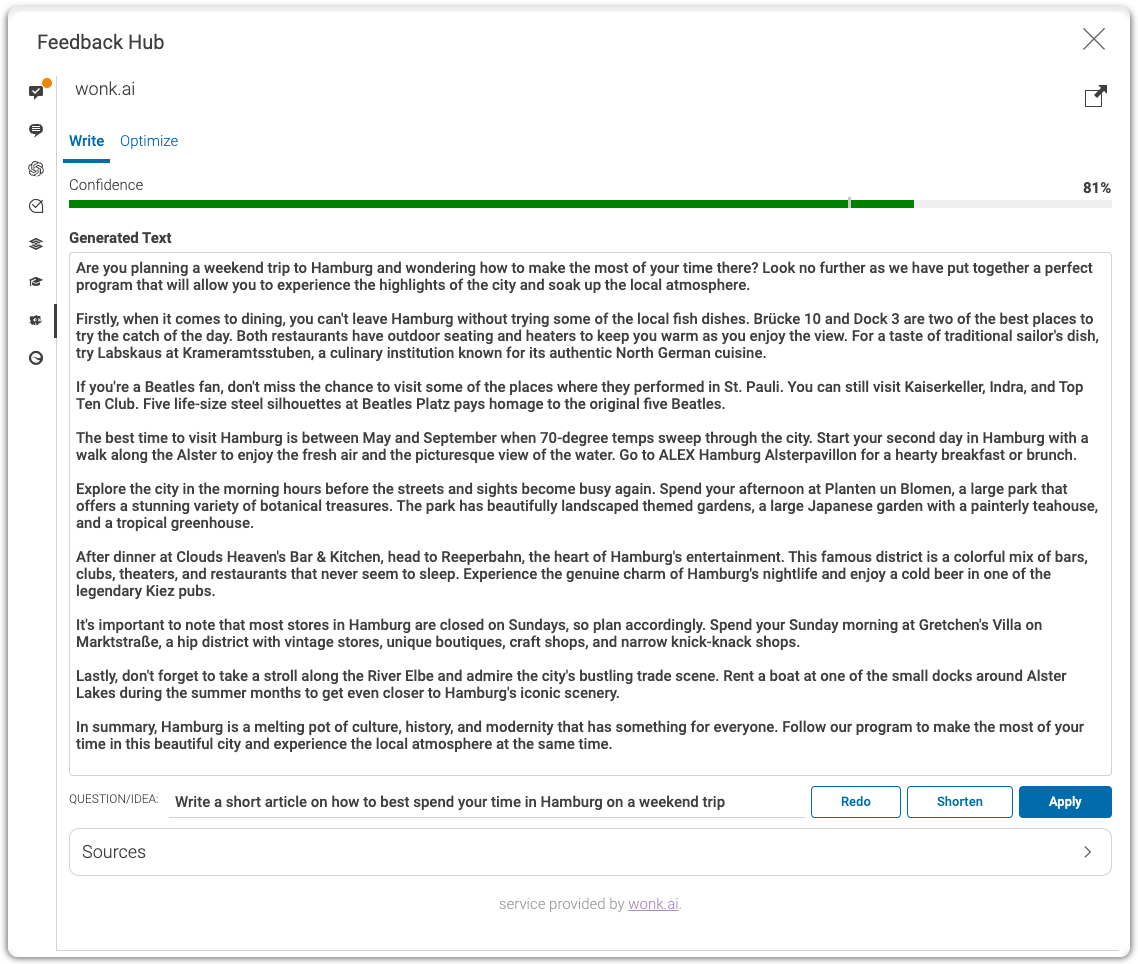 Feedback Hub
wonk.ai
Write
Optimize
Confidence
81%
Generated Text
Are you planning a weekend trip to Hamburg and wondering how to make the most of your time there? Look no further as we have put together a perfect
program that will allow you to experience the highlights of the city and soak up the local atmosphere.
Firstly, when it comes to dining, you can't leave Hamburg without trying some of the local fish dishes. Brücke 10 and Dock 3 are two of the best places to
try the catch of the day. Both restaurants have outdoor seating and heaters to keep you warm as you enjoy the view. For a taste of traditional sailor's dish,
try Labskaus at Krameramtsstuben, a culinary institution known for its authentic North German cuisine.
If you're a Beatles fan, don't miss the chance to visit some of the places where they performed in St. Pauli. You can still visit Kaiserkeller, Indra, and Top
Ten Club. Five life-size steel silhouettes at Beatles Platz pays homage to the original five Beatles.
The best time to visit Hamburg is between May and September when 70-degree temps sweep through the city. Start your second day in Hamburg with a
walk along the Alster to enjoy the fresh air and the picturesque view of the water. Go to ALEX Hamburg Alsterpavillon for a hearty breakfast or brunch.
Explore the city in the morning hours before the streets and sights become busy again. Spend your afternoon at Planten un Blomen, a large park that
offers a stunning variety of botanical treasures. The park has beautifully landscaped themed gardens, a large Japanese garden with a painterly teahouse,
and a tropical greenhouse.
After dinner at Clouds Heaven's Bar & Kitchen, head to Reeperbahn, the heart of Hamburg's entertainment. This famous district is a colorful mix of bars,
clubs, theaters, and restaurants that never seem to sleep. Experience the genuine charm of Hamburg's nightlife and enjoy a cold beer in one of the
legendary Kiez pubs.
It's important to note that most stores in Hamburg are closed on Sundays, so plan accordingly. Spend your Sunday morning at Gretchen's Villa on
Marktstraße, a hip district with vintage stores, unique boutiques, craft shops, and narrow knick-knack shops.
Lastly, don't forget to take a stroll along the River Elbe and admire the city's bustling trade scene. Rent a boat at one of the small docks around Alster
Lakes during the summer months to get even closer to Hamburg's iconic scenery.
In summary, Hamburg is a melting pot of culture, history, and modernity that has something for everyone. Follow our program to make the most of your
time in this beautiful city and experience the local atmosphere at the same time.
QUESTION/IDEA:
Write a short article on how to best spend your time in Hamburg on a weekend trip
Redo
Shorten
Apply
Sources
service provided by wonk.ai.